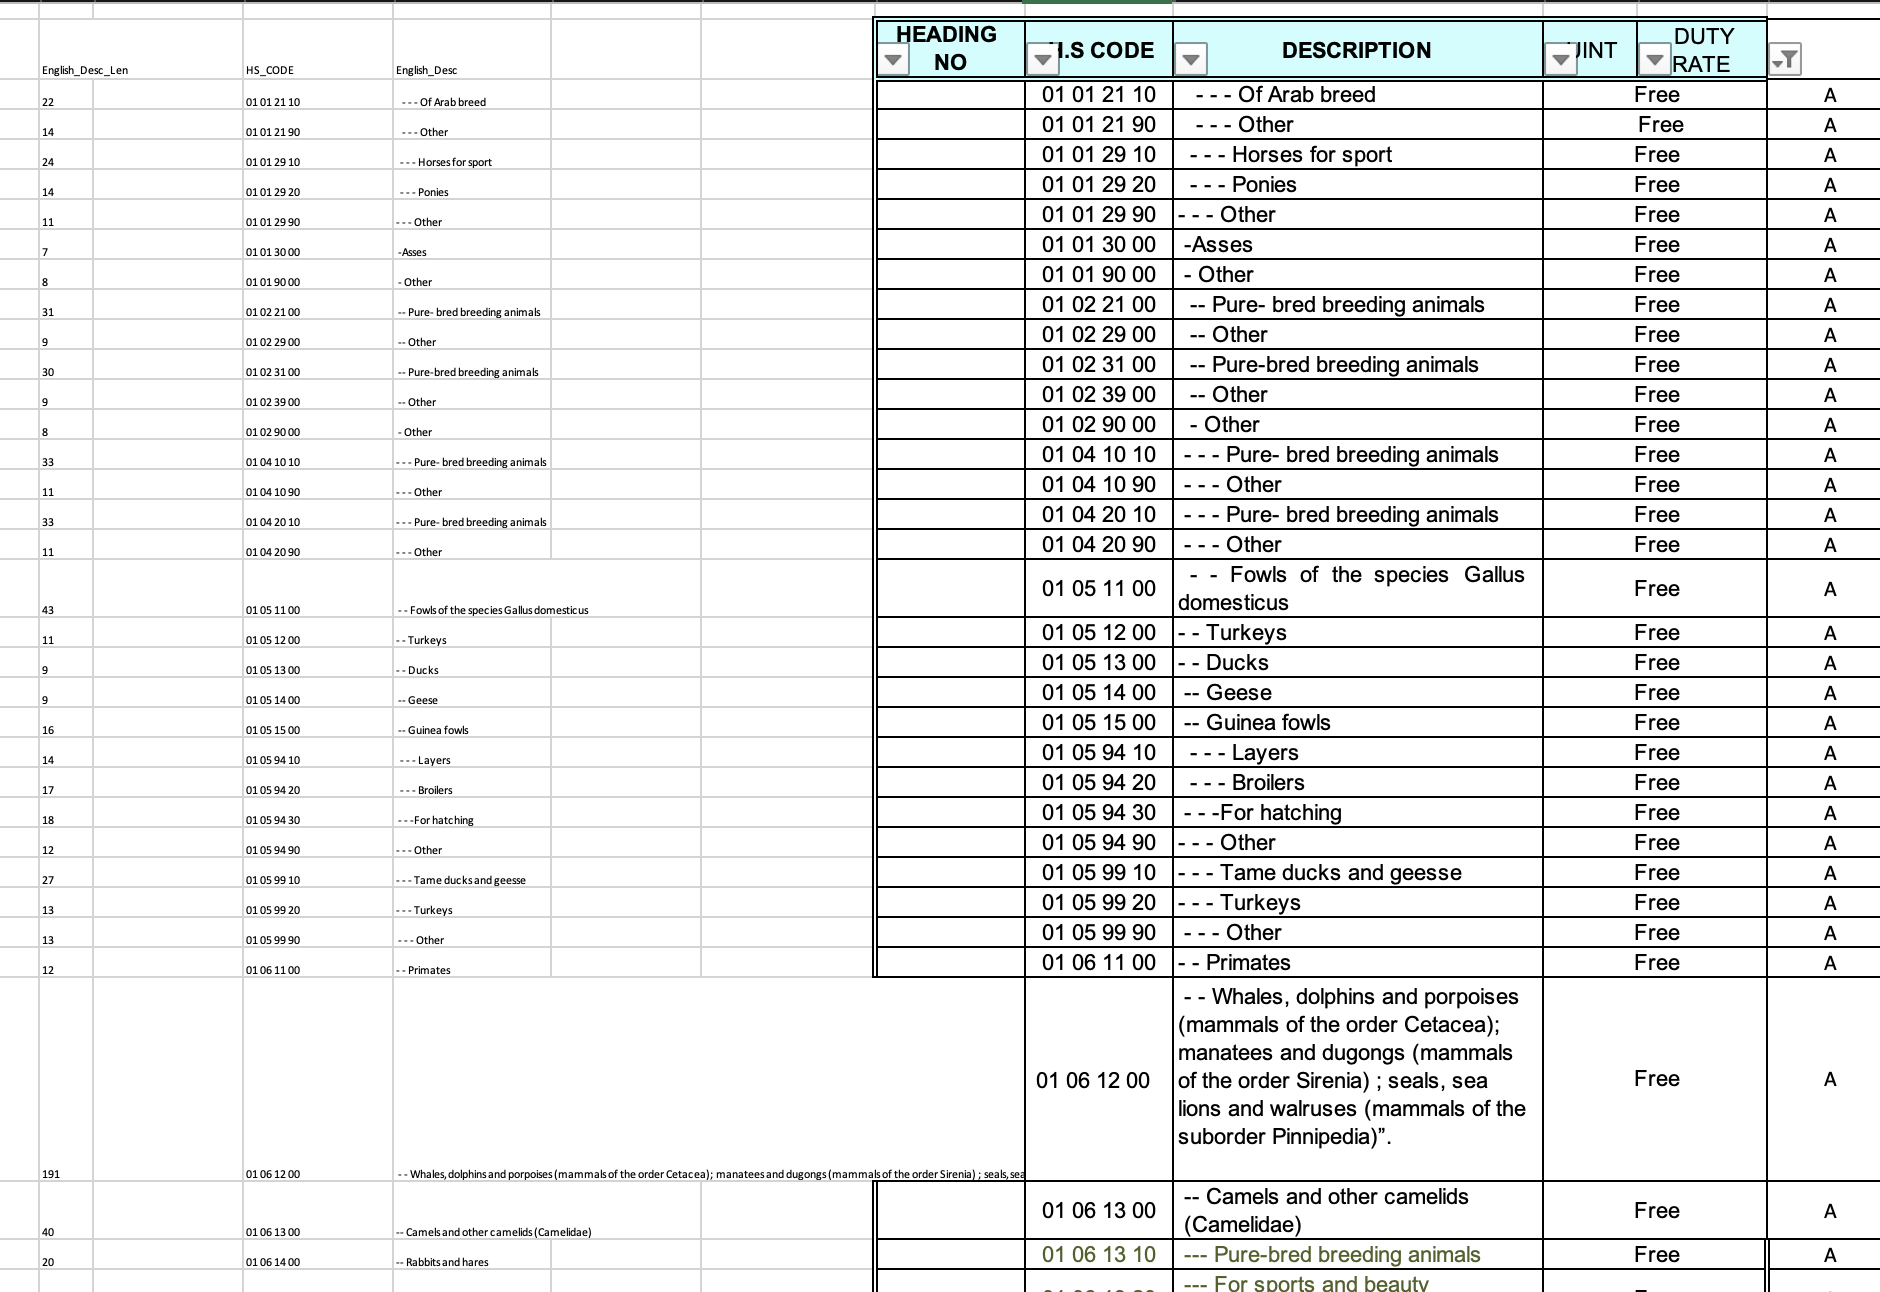 English_Desc_Len HS_CODE English_Desc HEADING NO H.S CODE DESCRIPTION UINT DUTY RATE
22 01 01 21 10 - - - Of Arab breed 01 01 21 10 - - - Of Arab breed Free A
14 01 01 21 90 - - - Other 01 01 21 90 - - - Other Free A
24 01 01 29 10 - - - Horses for sport 01 01 29 10 - - - Horses for sport Free A
14 01 01 29 20 - - - Ponies 01 01 29 20 - - - Ponies Free A
11 01 01 29 90 - - - Other 01 01 29 90 - - - Other Free A
7 01 01 30 00 -Asses 01 01 30 00 -Asses Free A
8 01 01 90 00 - Other 01 01 90 00 - Other Free A
31 01 02 21 00 -- Pure- bred breeding animals 01 02 21 00 -- Pure- bred breeding animals Free A
9 01 02 29 00 -- Other 01 02 29 00 -- Other Free A
30 01 02 31 00 -- Pure-bred breeding animals 01 02 31 00 -- Pure-bred breeding animals Free A
9 01 02 39 00 -- Other 01 02 39 00 -- Other Free A
8 01 02 90 00 - Other 01 02 90 00 - Other Free A
33 01 04 10 10 - - - Pure- bred breeding animals 01 04 10 10 - - - Pure- bred breeding animals Free A
11 01 04 10 90 - - - Other 01 04 10 90 - - - Other Free A
33 01 04 20 10 - - - Pure- bred breeding animals 01 04 20 10 - - - Pure- bred breeding animals Free A
11 01 04 20 90 - - - Other 01 04 20 90 - - - Other Free A
43 01 05 11 00 - - Fowls of the species Gallus domesticus 01 05 11 00 - - Fowls of the species Gallus
domesticus Free A
11 01 05 12 00 - - Turkeys 01 05 12 00 - - Turkeys Free A
9 01 05 13 00 - - Ducks 01 05 13 00 - - Ducks Free A
9 01 05 14 00 -- Geese 01 05 14 00 -- Geese Free A
16 01 05 15 00 -- Guinea fowls 01 05 15 00 -- Guinea fowls Free A
14 01 05 94 10 - - - Layers 01 05 94 10 - - - Layers Free A
17 01 05 94 20 - - - Broilers 01 05 94 20 - - - Broilers Free A
18 01 05 94 30 - - -For hatching 01 05 94 30 - - -For hatching Free A
12 01 05 94 90 - - - Other 01 05 94 90 - - - Other Free A
27 01 05 99 10 - - - Tame ducks and geesse 01 05 99 10 - - - Tame ducks and geesse Free A
13 01 05 99 20 - - - Turkeys 01 05 99 20 - - - Turkeys Free A
13 01 05 99 90 - - - Other 01 05 99 90 - - - Other Free A
12 01 06 11 00 - - Primates 01 06 11 00 - - Primates Free A
191 01 06 12 00 - - Whales, dolphins and porpoises (mammals of the order Cetacea); manatees and dugongs (mammals of the order Sirenia) ; seals, sea
01 06 12 00 - - Whales, dolphins and porpoises
(mammals of the order Cetacea);
manatees and dugongs (mammals
of the order Sirenia) ; seals, sea
lions and walruses (mammals of the
suborder Pinnipedia)”. Free A
40 01 06 13 00 -- Camels and other camelids (Camelidae) 01 06 13 00 -- Camels and other camelids
(Camelidae) Free A
20 01 06 14 00 -- Rabbits and hares 01 06 13 10 --- Pure-bred breeding animals Free A
--- For sports and beauty